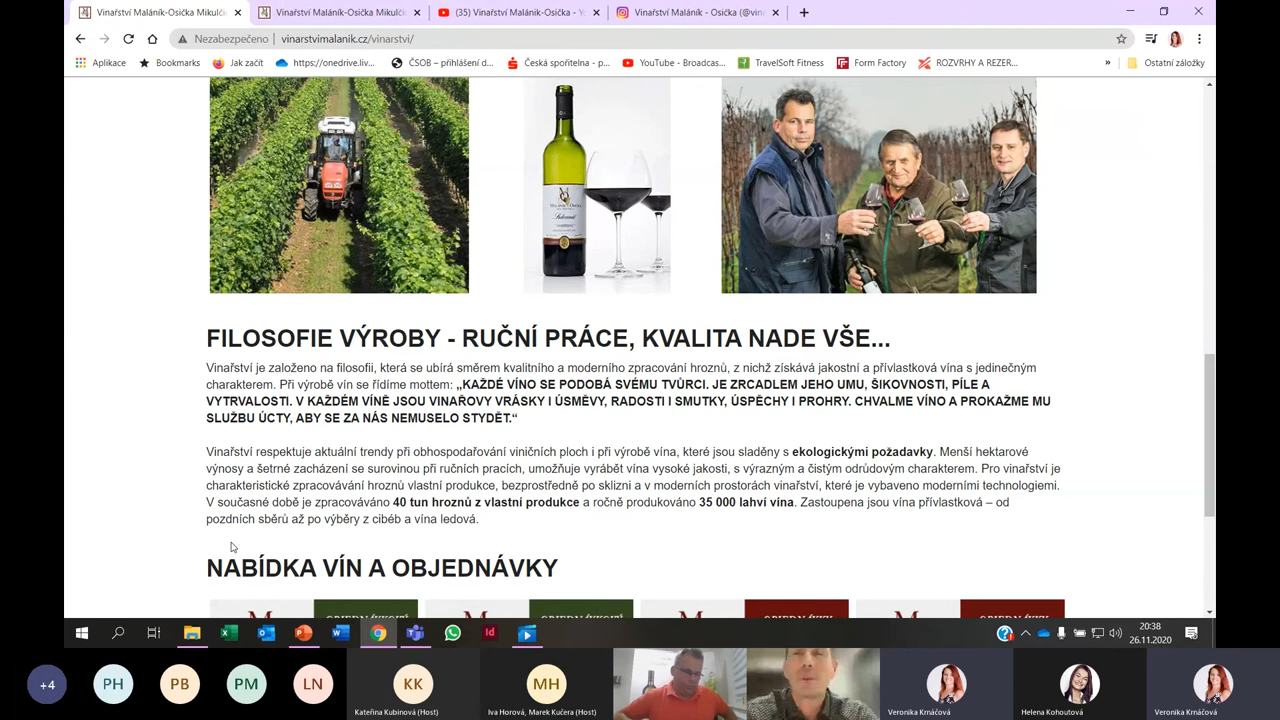 Vinařství Maláník-Osička Mikulči
Vinařství Maláník-Osička Mikulči
(35) Vinařství Maláník-Osička - Yo
Vinařství Maláník - Osička (@vin
Nezabezpečeno
vinarstvimalanik.cz/vinarstvi/
Aplikace
Bookmarks
Jak začít
https://onedrive.liv...
ČSOB – přihlášení d...
Česká spořitelna - p...
YouTube - Broadcas...
TravelSoft Fitness
Form Factory
ROZVRHY A REZER...
»
Ostatní záložky
FILOSOFIE VÝROBY - RUČNÍ PRÁCE, KVALITA NADE VŠE...
Vinařství je založeno na filosofii, která se ubírá směrem kvalitního a moderního zpracování hroznů, z nichž získává jakostní a přívlastková vína s jedinečným
charakterem. Při výrobě vín se řídíme mottem: „KAŽDÉ VÍNO SE PODOBÁ SVÉMU TVŮRCI. JE ZRCADLEM JEHO UMU, ŠIKOVNOSTI, PÍLE A
VYTRVALOSTI. V KAŽDÉM VÍNĚ JSOU VINAŘOVY VRÁSKY I ÚSMĚVY, RADOSTI I SMUTKY, ÚSPĚCHY I PROHRY. CHVALME VÍNO A PROKAŽME MU
SLUŽBU ÚCTY, ABY SE ZA NÁS NEMUSELO STYDĚT.“
Vinařství respektuje aktuální trendy při obhospodařování viničních ploch i při výrobě vína, které jsou sladěny s ekologickými požadavky. Menší hektarové
výnosy a šetrné zacházení se surovinou při ručních pracích, umožňuje vyrábět vína vysoké jakosti, s výrazným a čistým odrůdovým charakterem. Pro vinařství je
charakteristické zpracovávání hroznů vlastní produkce, bezprostředně po sklizni a v moderních prostorách vinařství, které je vybaveno moderními technologiemi.
V současné době je zpracováváno 40 tun hroznů z vlastní produkce a ročně produkováno 35 000 lahví vína. Zastoupena jsou vína přívlastková – od
pozdních sběrů až po výběry z cibéb a vína ledová.
NABÍDKA VÍN A OBJEDNÁVKY
20:38
26.11.2020
+4
PH
PB
PM
LN
KK
MH
Kateřina Kubínová (Host)
Iva Horová, Marek Kučera (Host)
Veronika Krnáčová
Helena Kohoutová
Veronika Krnáčová